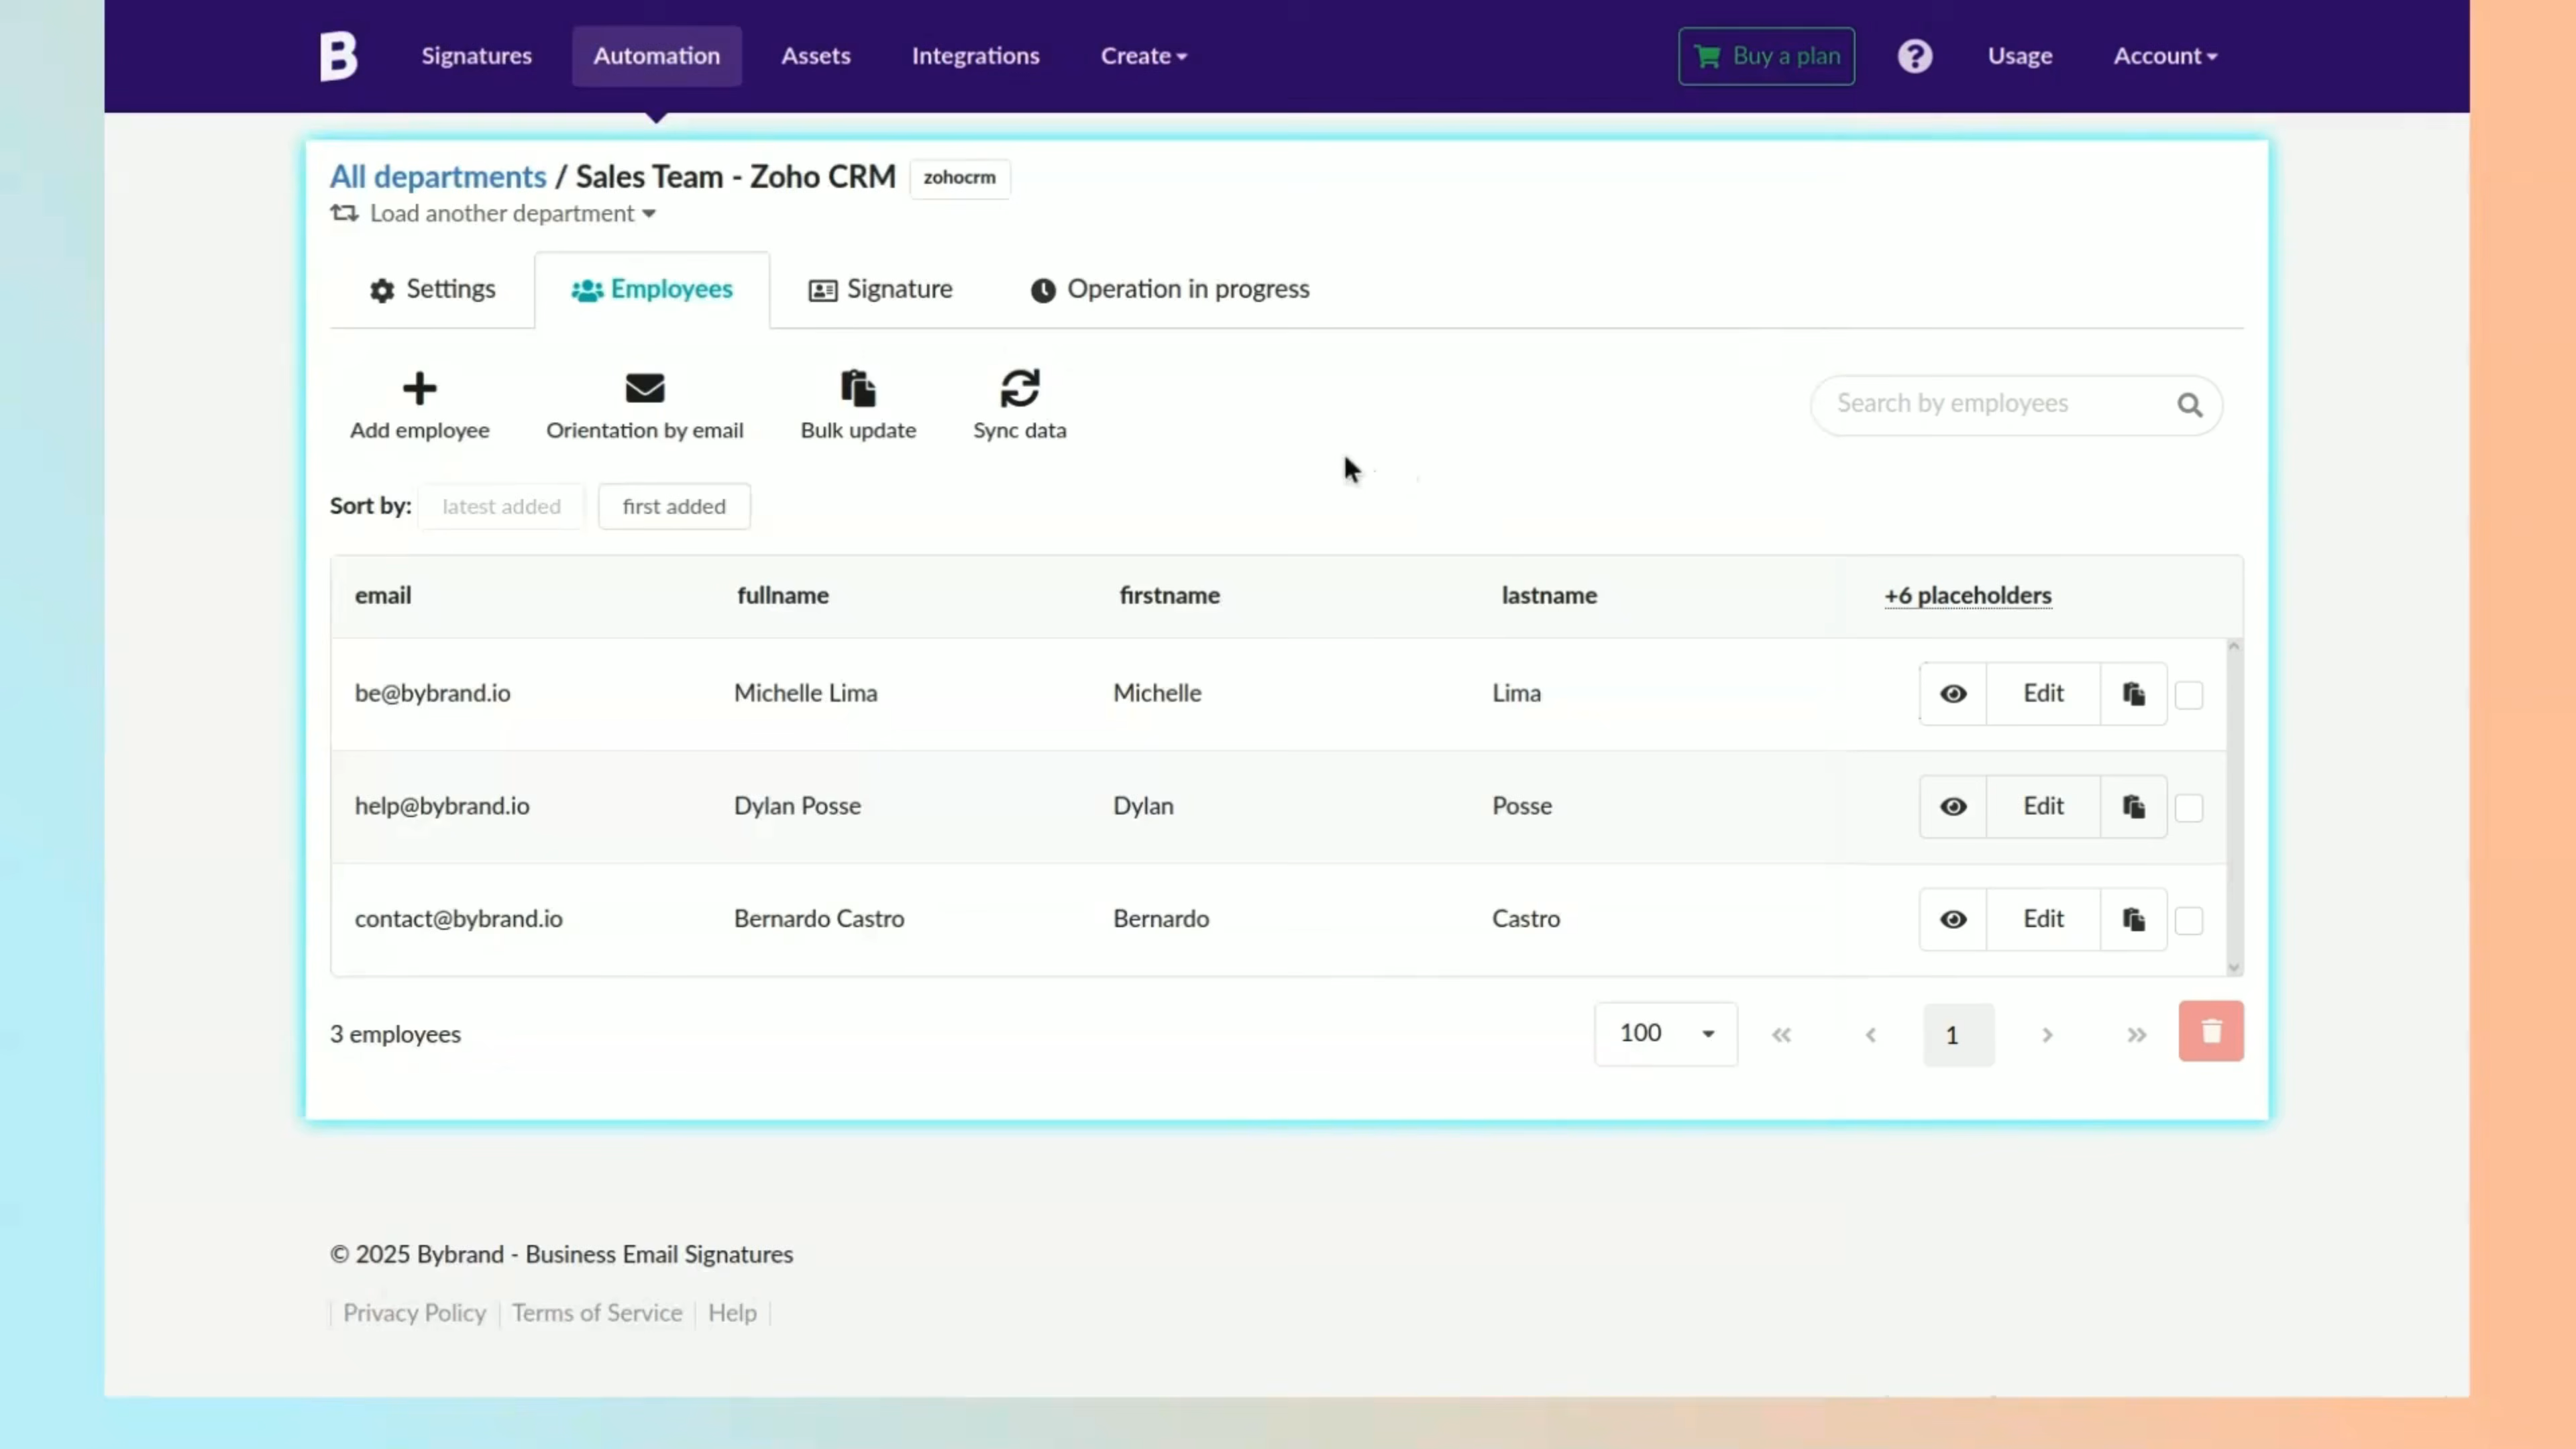 B Signatures Automation Assets Integrations Create Buy a plan ? Usage Account
All departments / Sales Team - Zoho CRM zohocrm
Load another department
Settings Employees Signature Operation in progress
Add employee Orientation by email Bulk update Sync data Search by employees
Sort by: latest added first added
email fullname firstname lastname +6 placeholders
be@bybrand.io Michelle Lima Michelle Lima Edit
help@bybrand.io Dylan Posse Dylan Posse Edit
contact@bybrand.io Bernardo Castro Bernardo Castro Edit
3 employees 100 « ‹ 1 › »
© 2025 Bybrand - Business Email Signatures
Privacy Policy Terms of Service Help